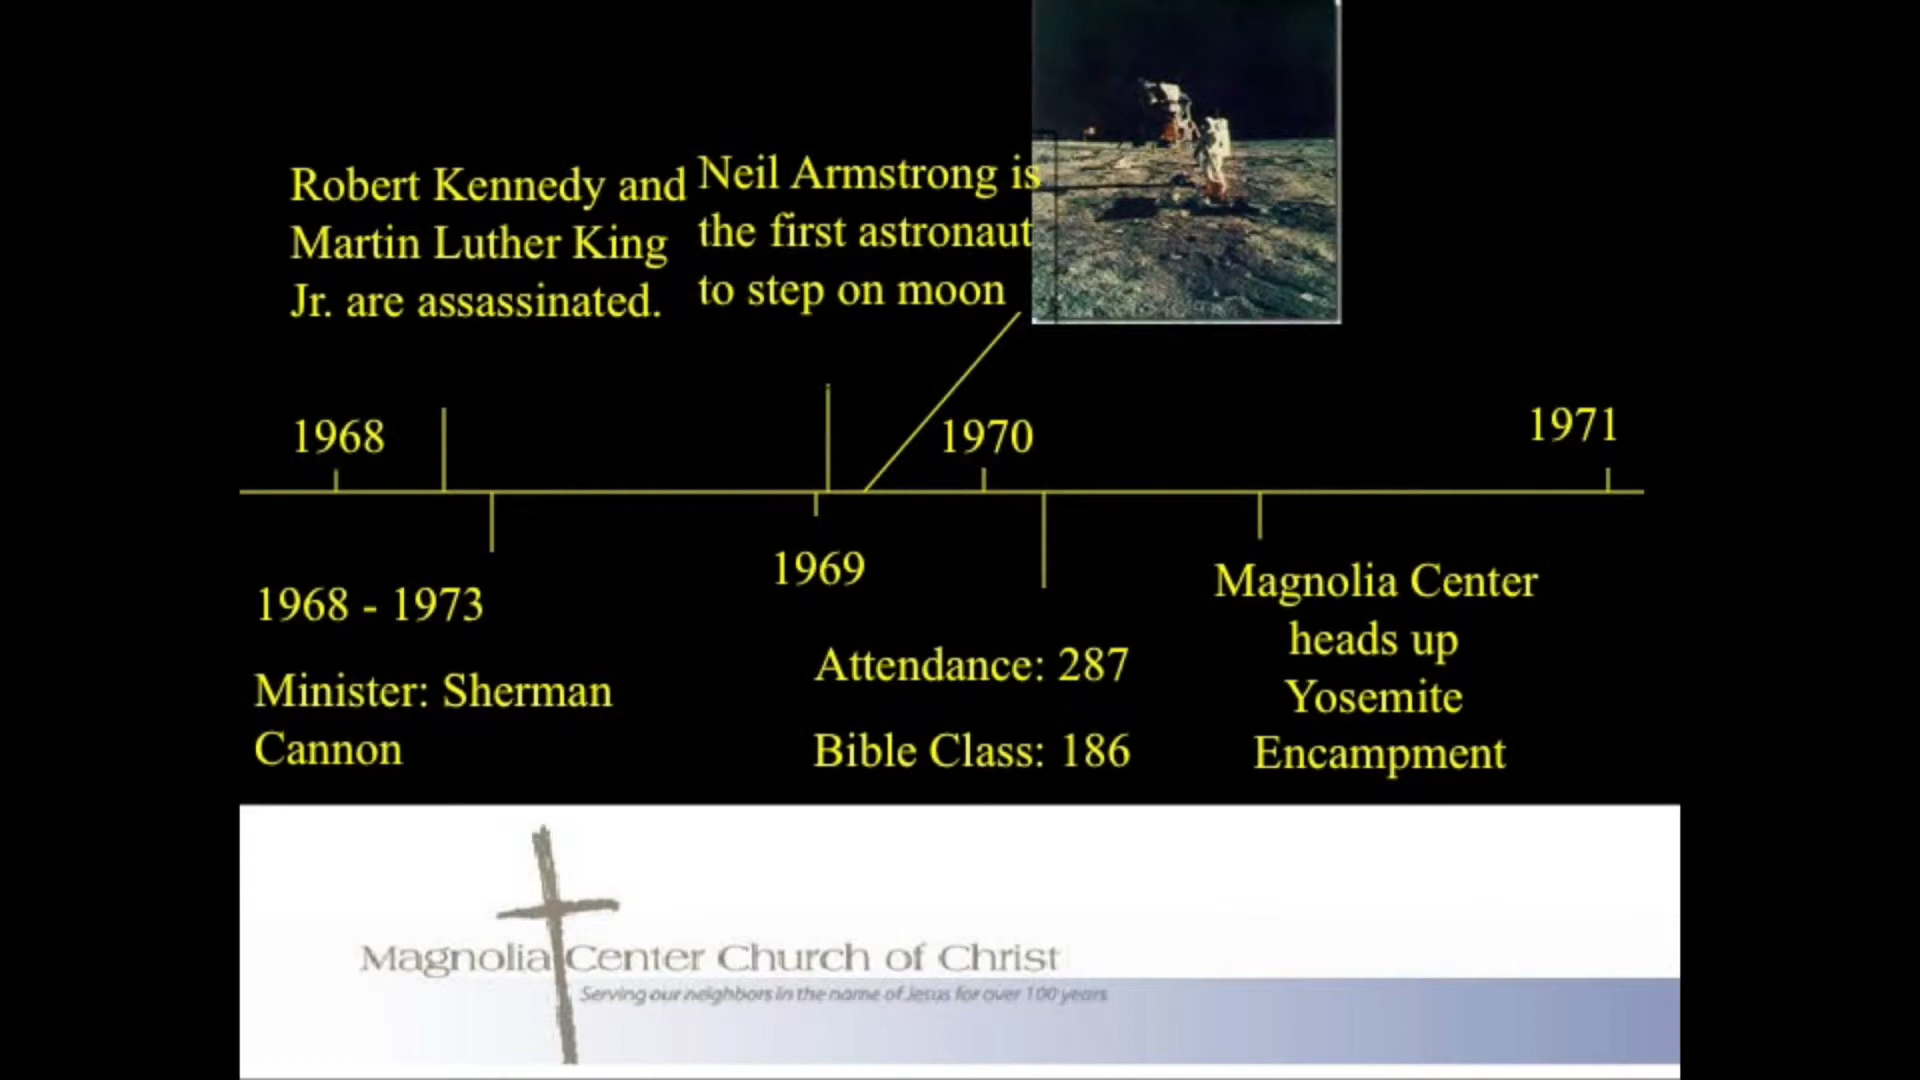 Robert Kennedy and
Martin Luther King
Jr. are assassinated.
Neil Armstrong is
the first astronaut
to step on moon
1968
1970
1971
1969
1968 - 1973
Minister: Sherman
Cannon
Attendance: 287
Bible Class: 186
Magnolia Center
heads up
Yosemite
Encampment
Magnolia Center Church of Christ
Serving our neighbors in the name of Jesus for over 100 years